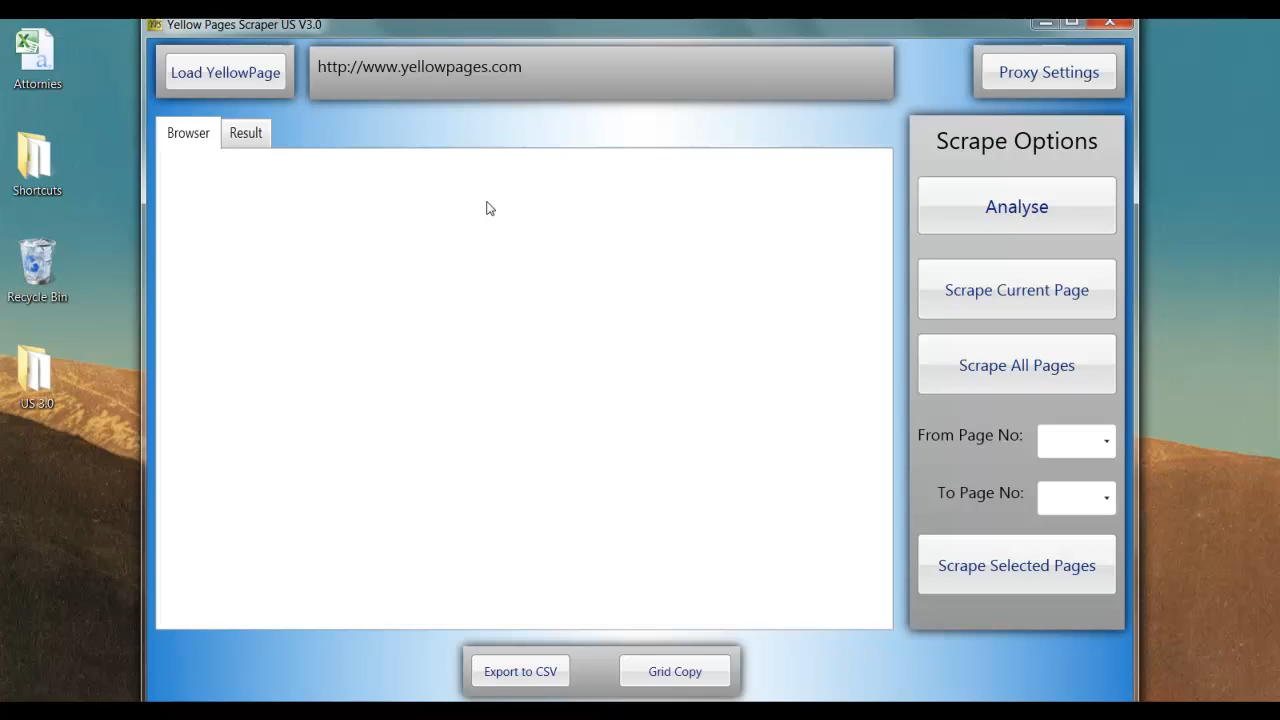 Yellow Pages Scraper US V3.0
Load YellowPage
http://www.yellowpages.com
Proxy Settings
Browser
Result
Scrape Options
Analyse
Scrape Current Page
Scrape All Pages
From Page No:
To Page No:
Scrape Selected Pages
Export to CSV
Grid Copy
Attornies
Shortcuts
Recycle Bin
US 3.0